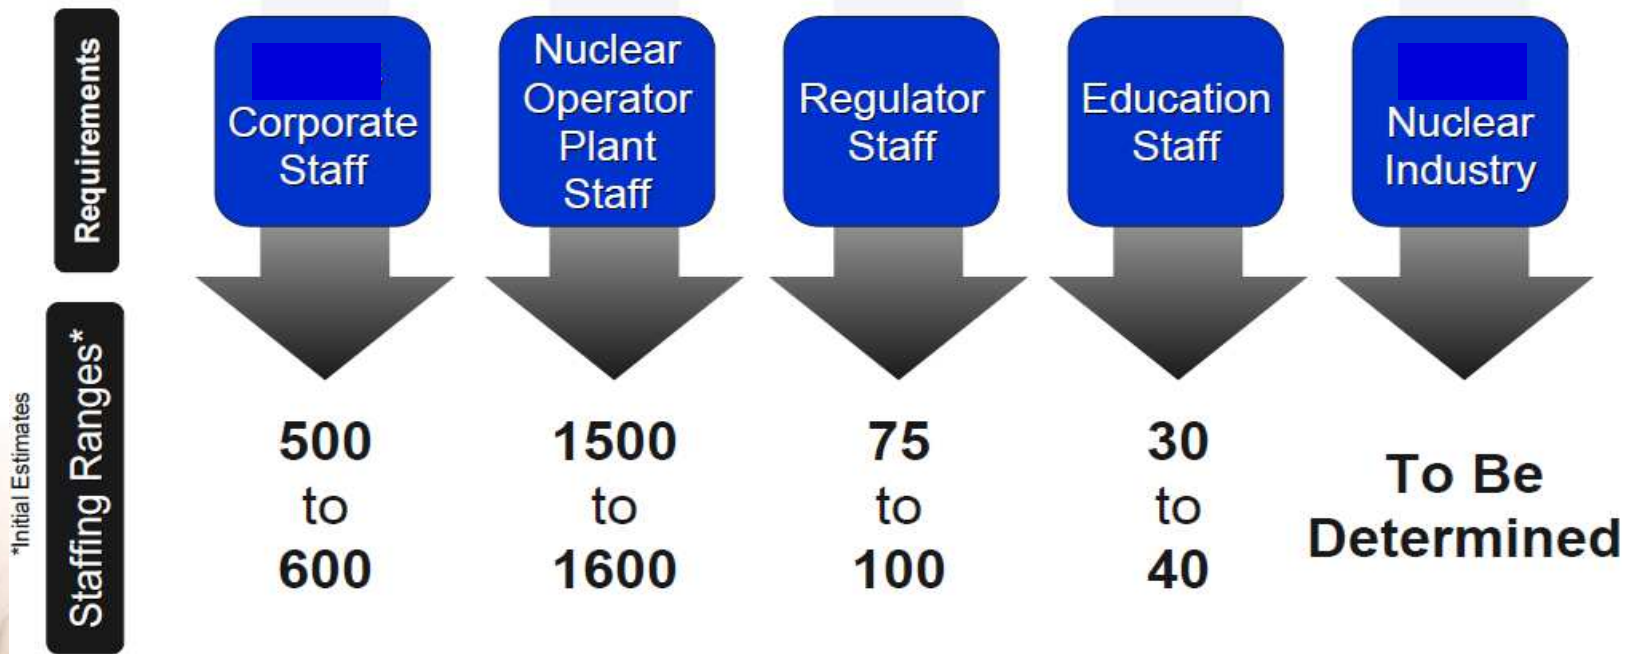 Requirements
Corporate
Staff
Nuclear
Operator
Plant
Staff
Regulator
Staff
Education
Staff
Nuclear
Industry
*Initial Estimates
Staffing Ranges*
500
to
600
1500
to
1600
75
to
100
30
to
40
To Be
Determined